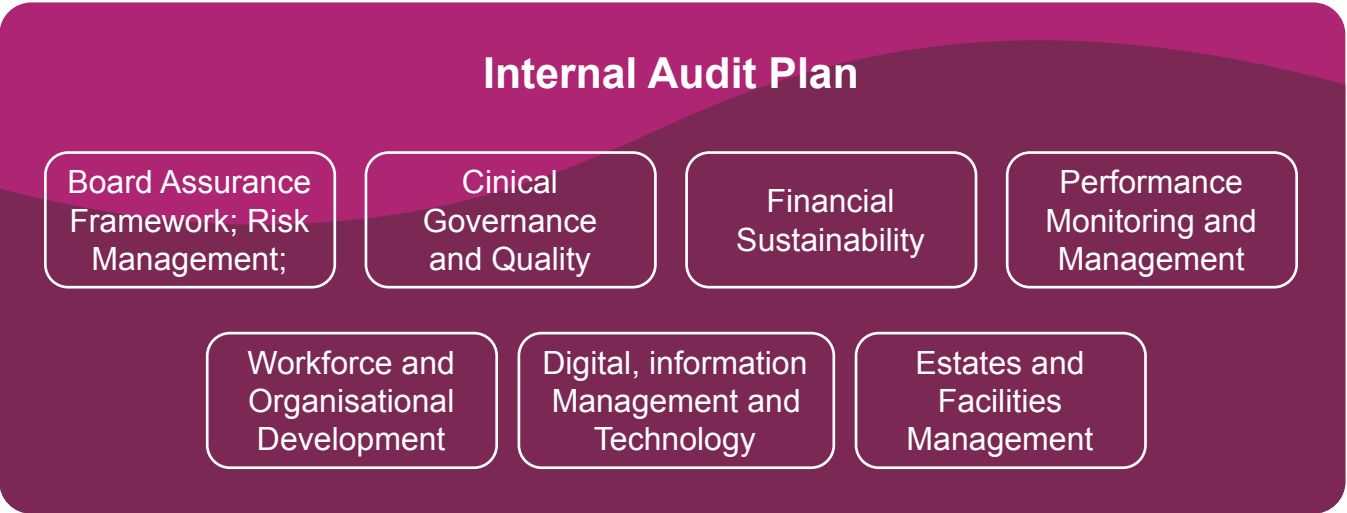 Internal Audit Plan
Board Assurance
Framework; Risk
Management;
Cinical
Governance
and Quality
Financial
Sustainability
Performance
Monitoring and
Management
Workforce and
Organisational
Development
Digital, information
Management and
Technology
Estates and
Facilities
Management